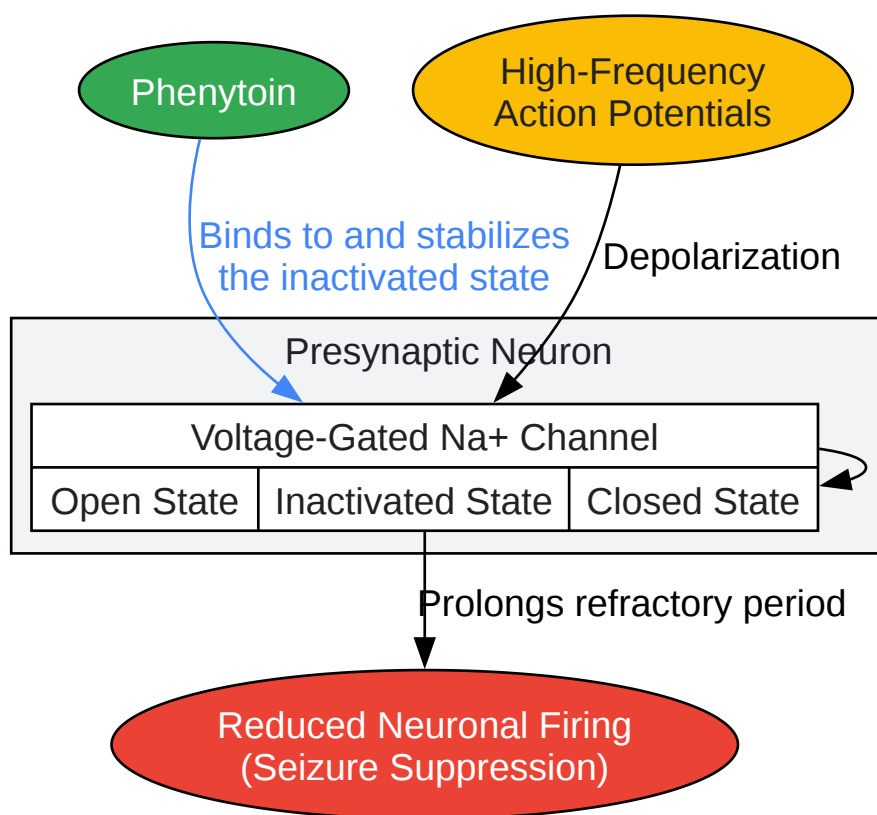 Phenytoin
High-Frequency
Action Potentials
Binds to and stabilizes
the inactivated state
Depolarization
Presynaptic Neuron
Voltage-Gated Na+ Channel
Open State
Inactivated State
Closed State
Prolongs refractory period
Reduced Neuronal Firing
(Seizure Suppression)